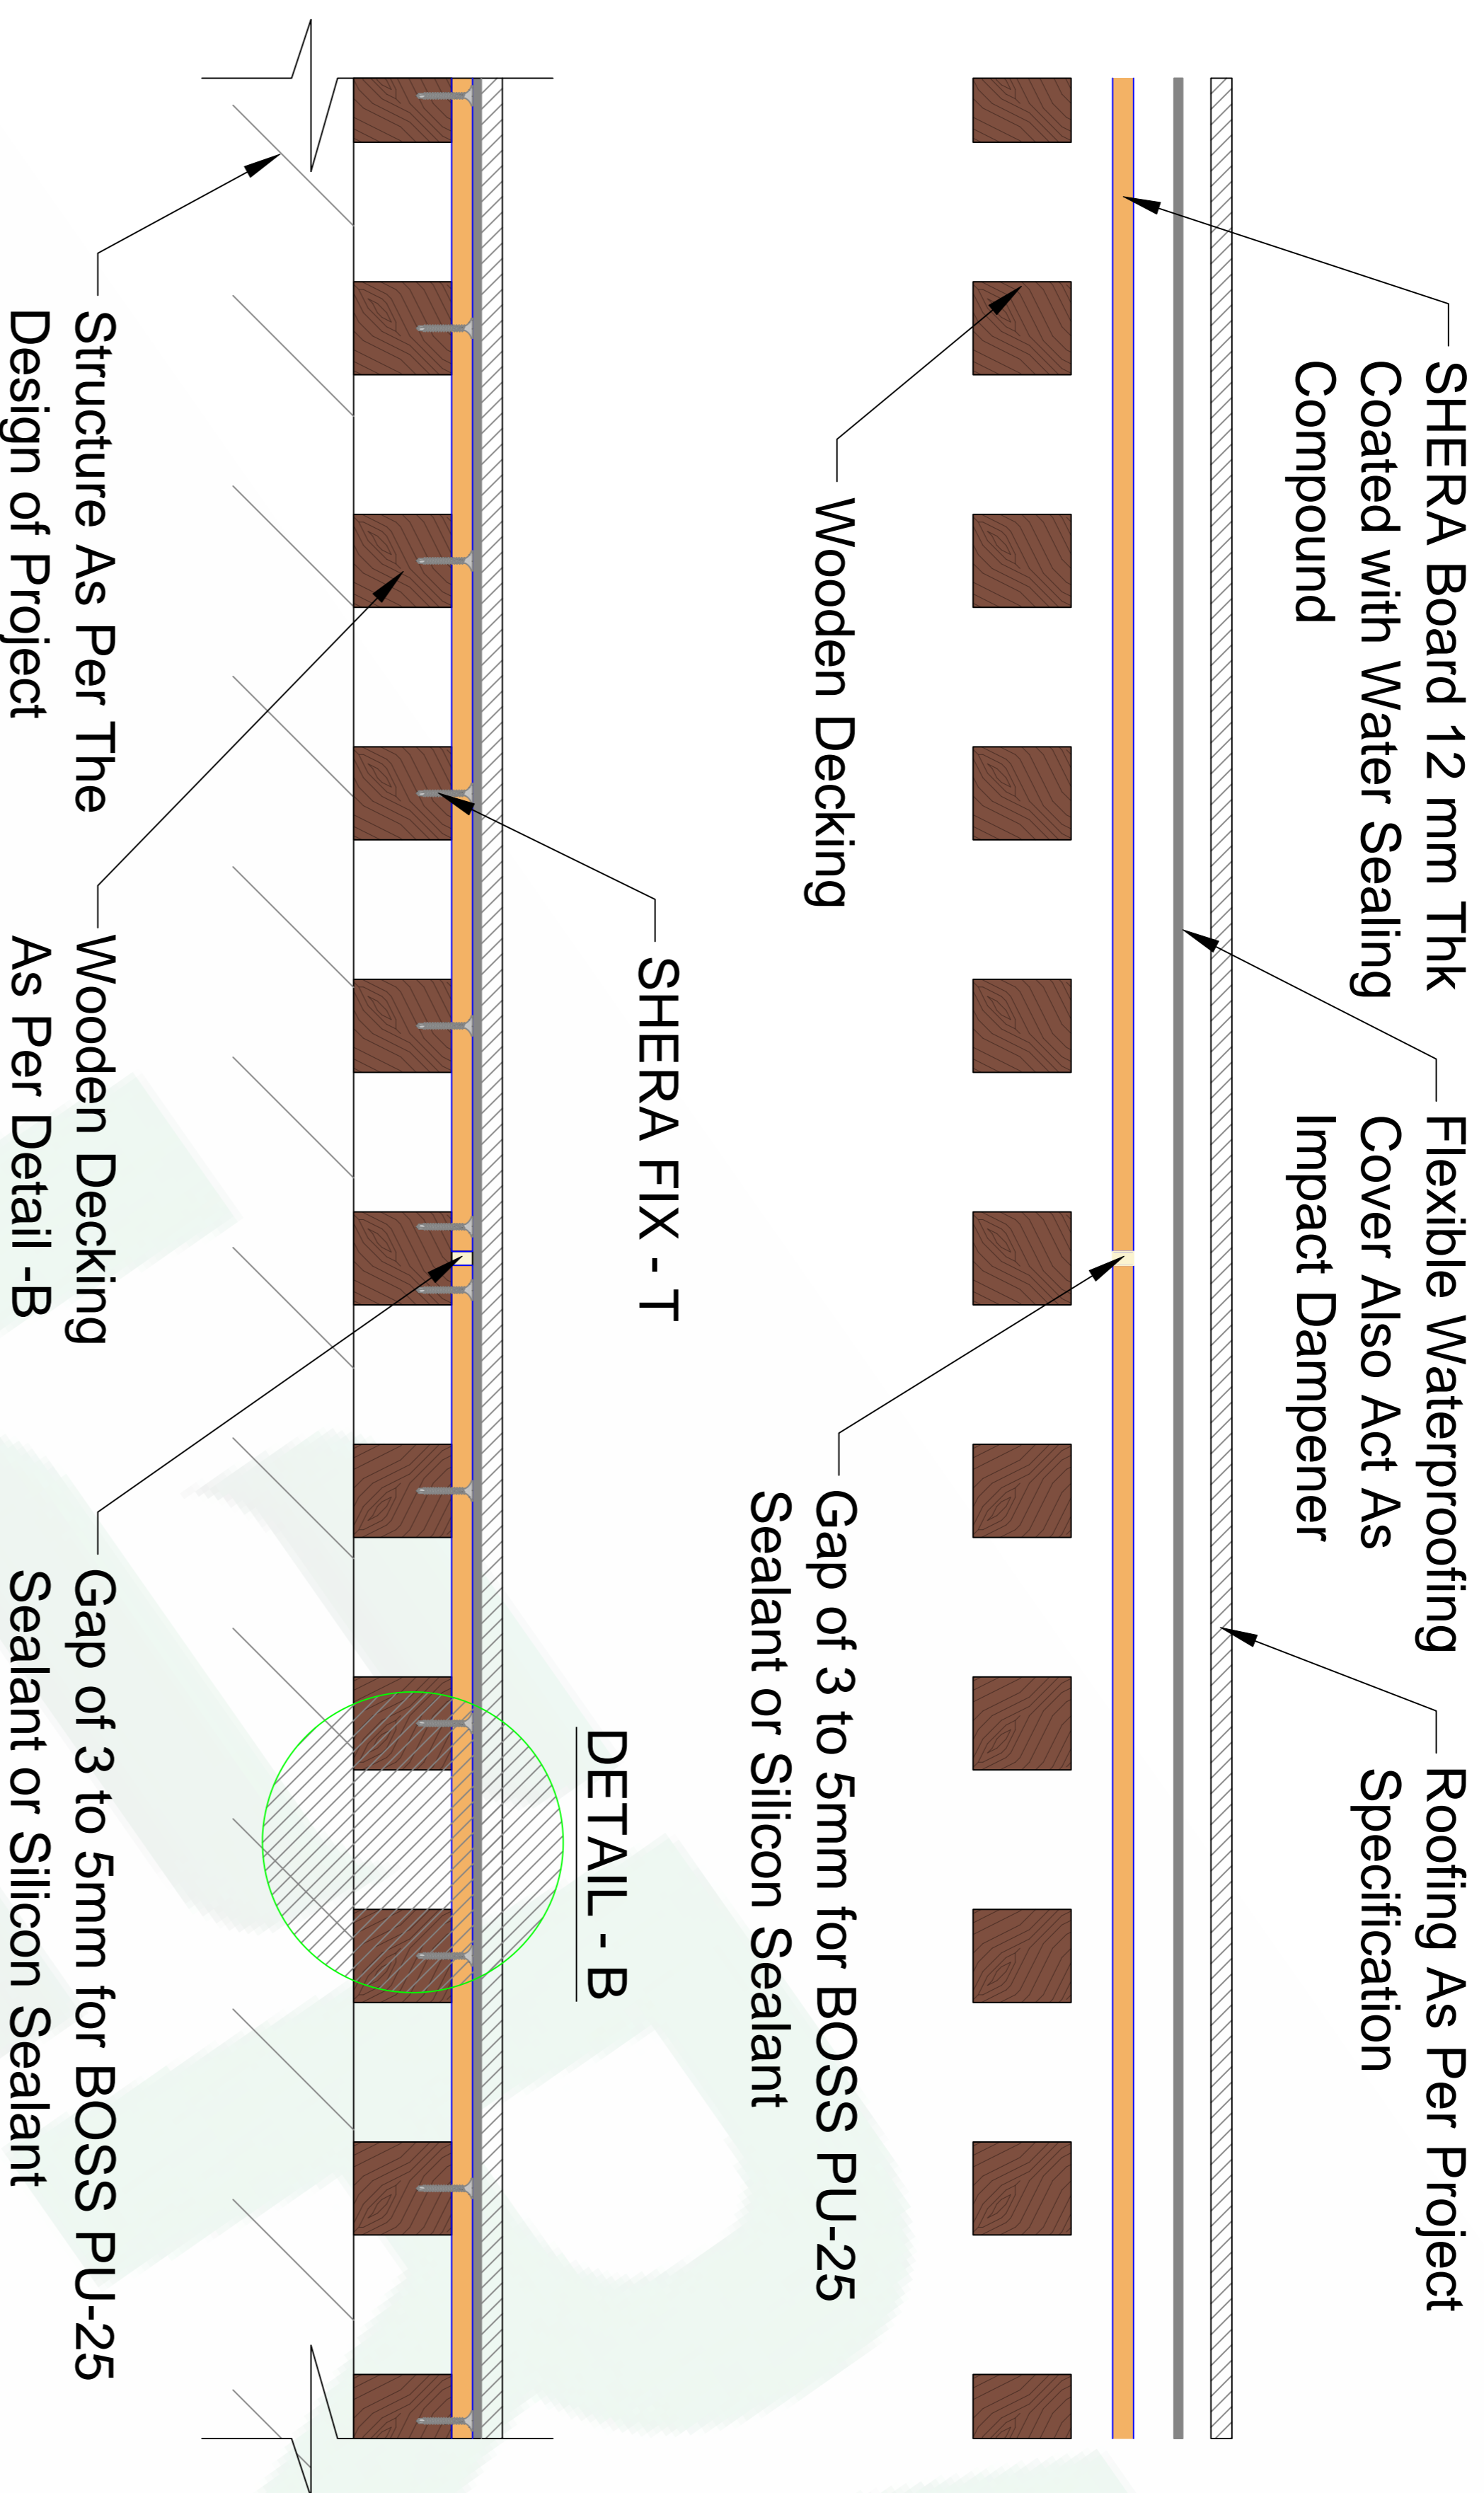 SHERA Board 12 mm Thk
Coated with Water Sealing
Compound
Flexible Waterproofing
Cover Also Act As
Impact Dampener
Roofing As Per Project
Specification
Wooden Decking
Gap of 3 to 5mm for BOSS PU-25
Sealant or Silicon Sealant
SHERA FIX - T
DETAIL - B
Structure As Per The
Design of Project
Wooden Decking
As Per Detail -B
Gap of 3 to 5mm for BOSS PU-25
Sealant or Silicon Sealant